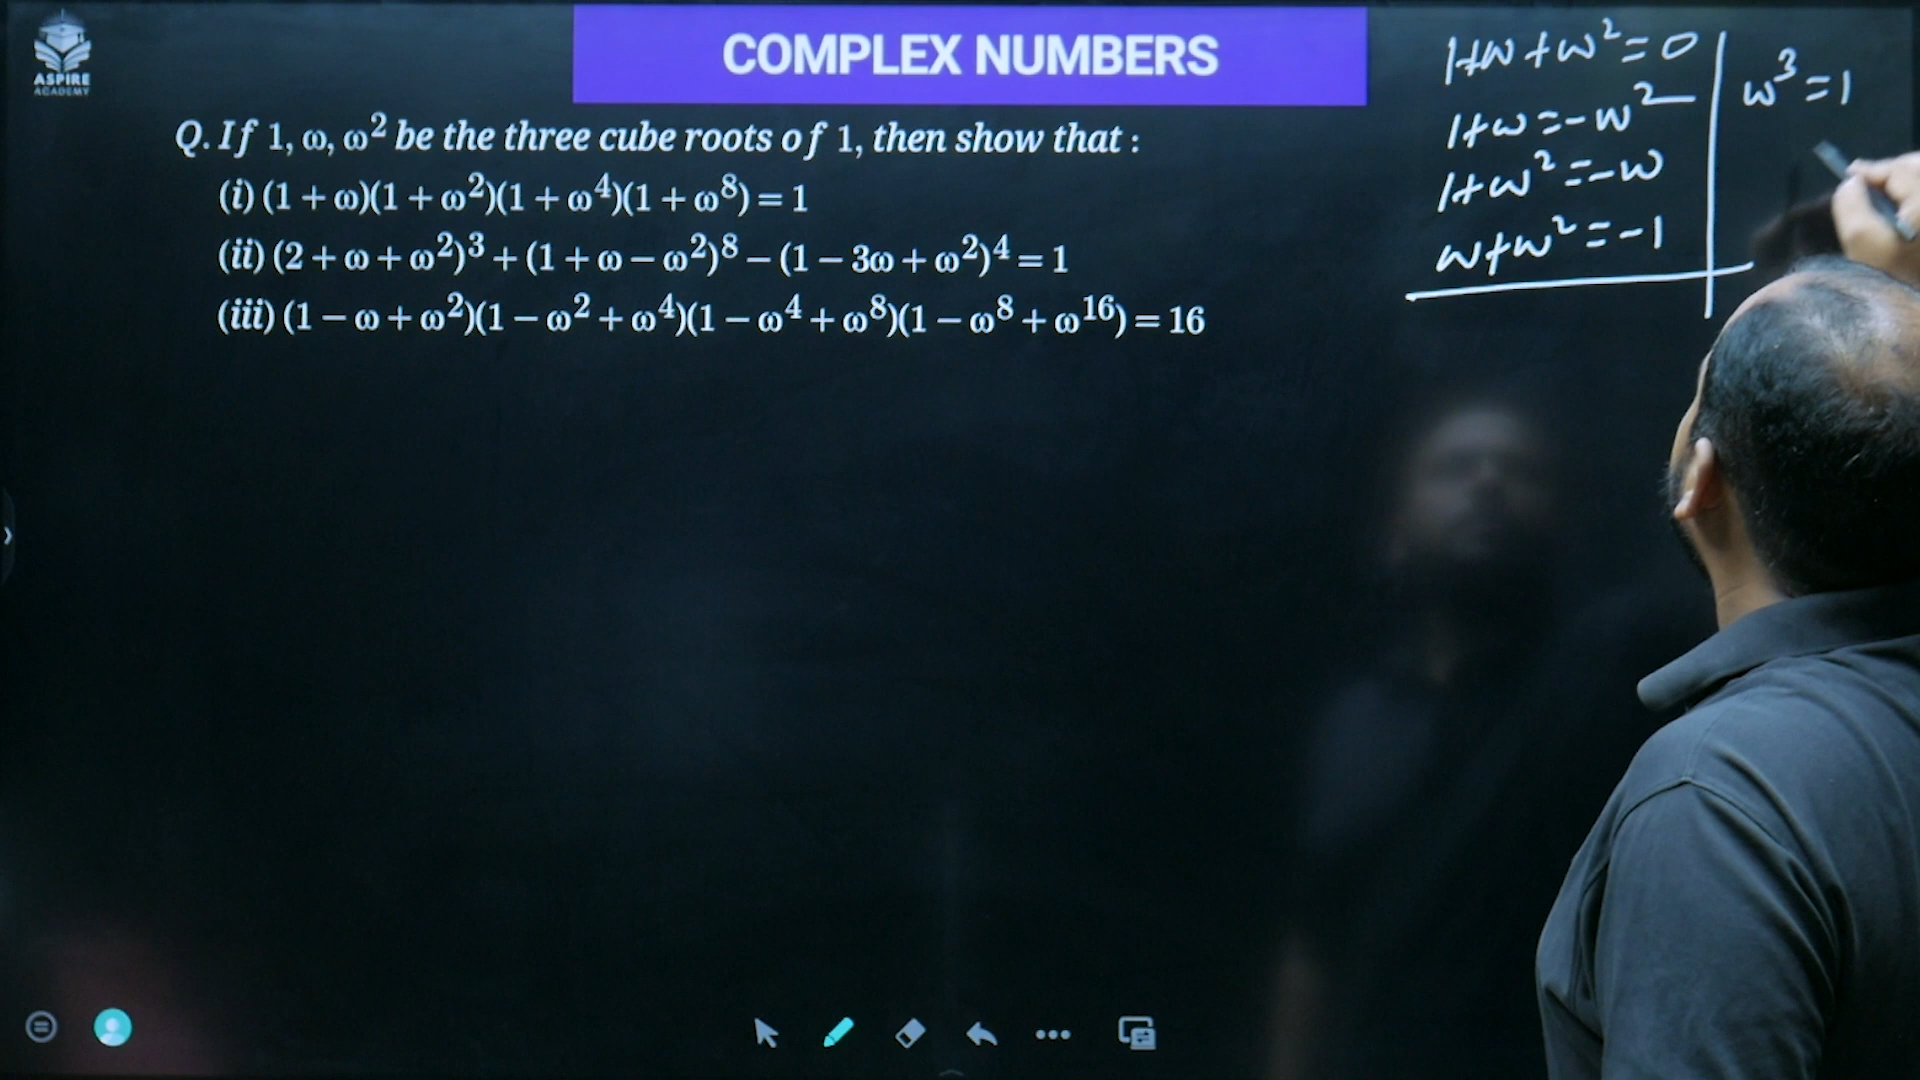 ASPIRE
ACADEMY
COMPLEX NUMBERS
Q. If 1, ω, ω² be the three cube roots of 1, then show that :
(i) (1 + ω)(1 + ω²)(1 + ω⁴)(1 + ω⁸) = 1
(ii) (2 + ω + ω²)³ + (1 + ω − ω²)⁸ − (1 − 3ω + ω²)⁴ = 1
(iii) (1 − ω + ω²)(1 − ω² + ω⁴)(1 − ω⁴ + ω⁸)(1 − ω⁸ + ω¹⁶) = 16
1+ω+ω²=0
1+ω=-ω²
1+ω²=-ω
ω+ω²=-1
ω³=1